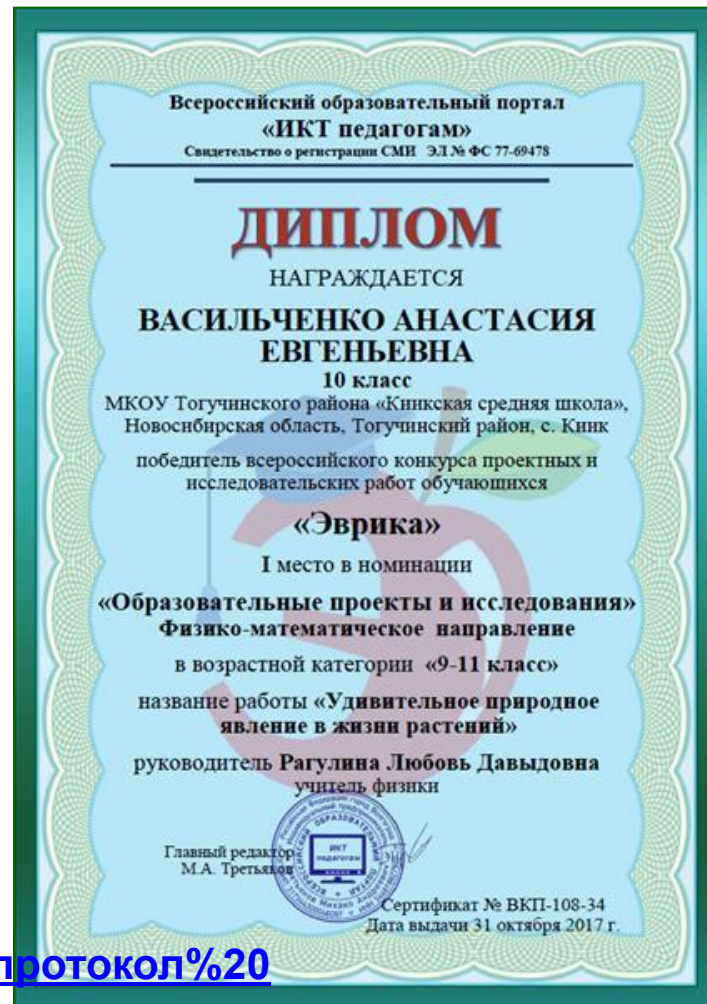 Всероссийский образовательный портал
«ИКТ педагогам»
Свидетельство о регистрации СМИ ЭЛ № ФС 77-69478
ДИПЛОМ
НАГРАЖДАЕТСЯ
ВАСИЛЬЧЕНКО АНАСТАСИЯ
ЕВГЕНЬЕВНА
10 класс
МКОУ Тогучинского района «Киикская средняя школа»,
Новосибирская область, Тогучинский район, с. Киик
победитель всероссийского конкурса проектных и
исследовательских работ обучающихся
«Эврика»
I место в номинации
«Образовательные проекты и исследования»
Физико-математическое направление
в возрастной категории «9-11 класс»
название работы «Удивительное природное
явление в жизни растений»
руководитель Рагулина Любовь Давыдовна
учитель физики
ИКТ
педагогам
Главный редактор
М.А. Третьяков
Сертификат № ВКП-108-34
Дата выдачи 31 октября 2017 г.
протокол%20